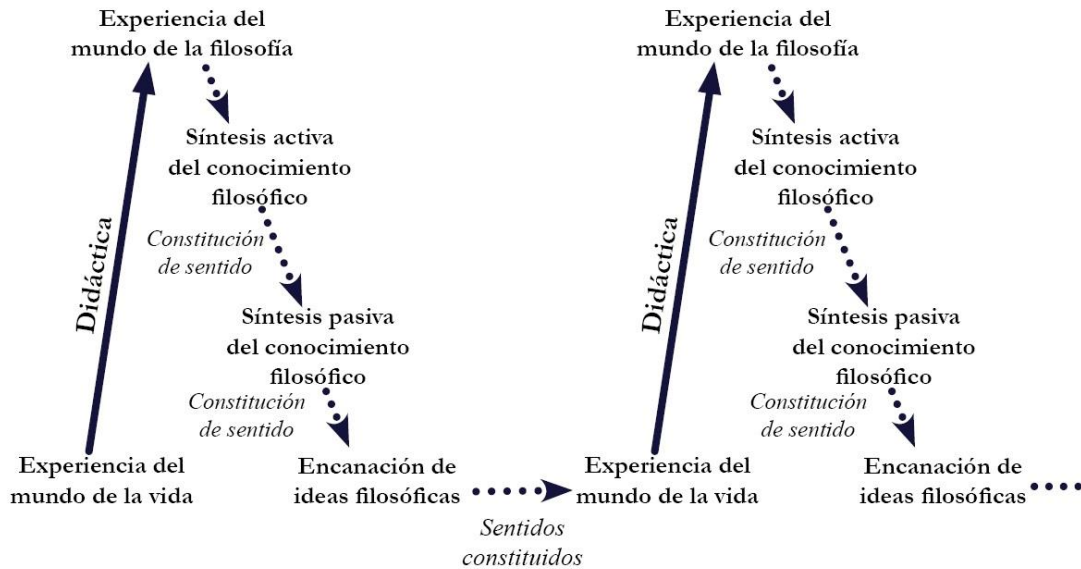 Experiencia del
mundo de la filosofía
Síntesis activa
del conocimiento
filosófico
Constitución
de sentido
Didáctica
Síntesis pasiva
del conocimiento
filosófico
Constitución
de sentido
Experiencia del
mundo de la vida
Encanación de
ideas filosóficas
Sentidos
constituidos
Experiencia del
mundo de la filosofía
Síntesis activa
del conocimiento
filosófico
Constitución
de sentido
Didáctica
Síntesis pasiva
del conocimiento
filosófico
Constitución
de sentido
Experiencia del
mundo de la vida
Encanación de
ideas filosóficas